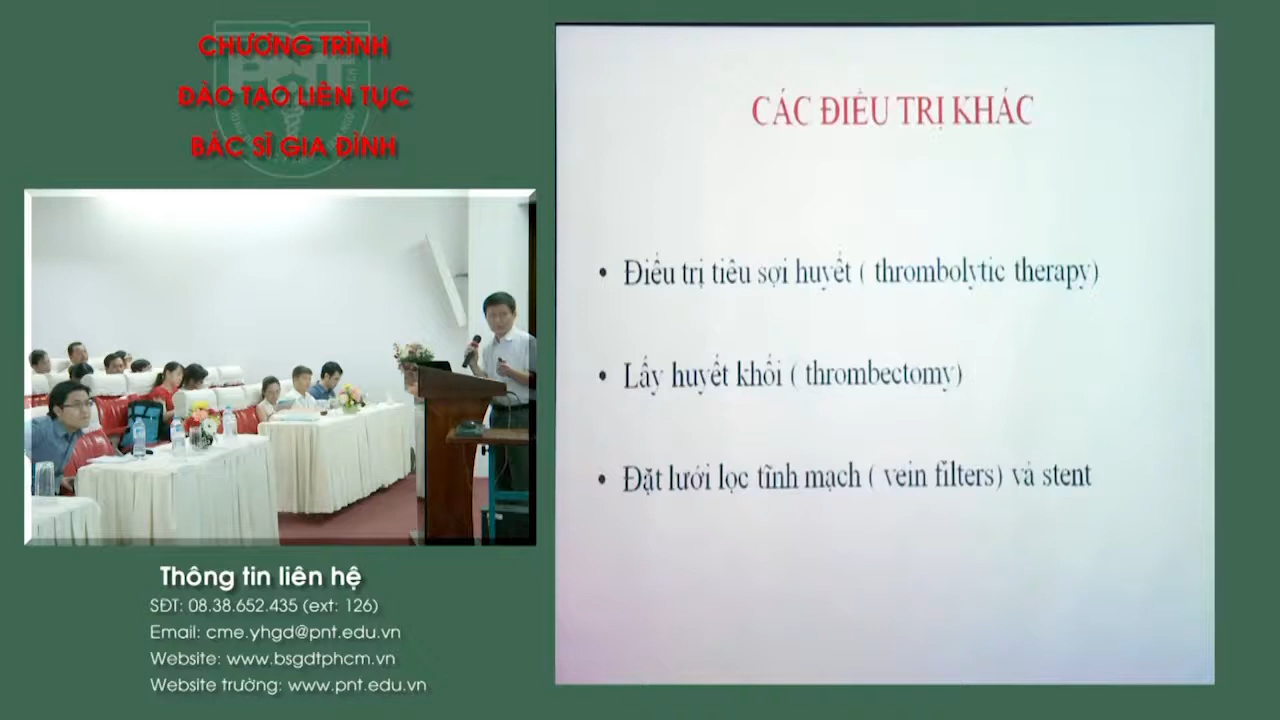 CHƯƠNG TRÌNH
ĐÀO TẠO LIÊN TỤC
BÁC SĨ GIA ĐÌNH
PNT
Thông tin liên hệ
SĐT: 08.38.652.435 (ext: 126)
Email: cme.yhgd@pnt.edu.vn
Website: www.bsgdtphcm.vn
Website trường: www.pnt.edu.vn
CÁC ĐIỀU TRỊ KHÁC
• Điều trị tiêu sợi huyết ( thrombolytic therapy)
• Lấy huyết khối ( thrombectomy)
• Đặt lưới lọc tĩnh mạch ( vein filters) và stent